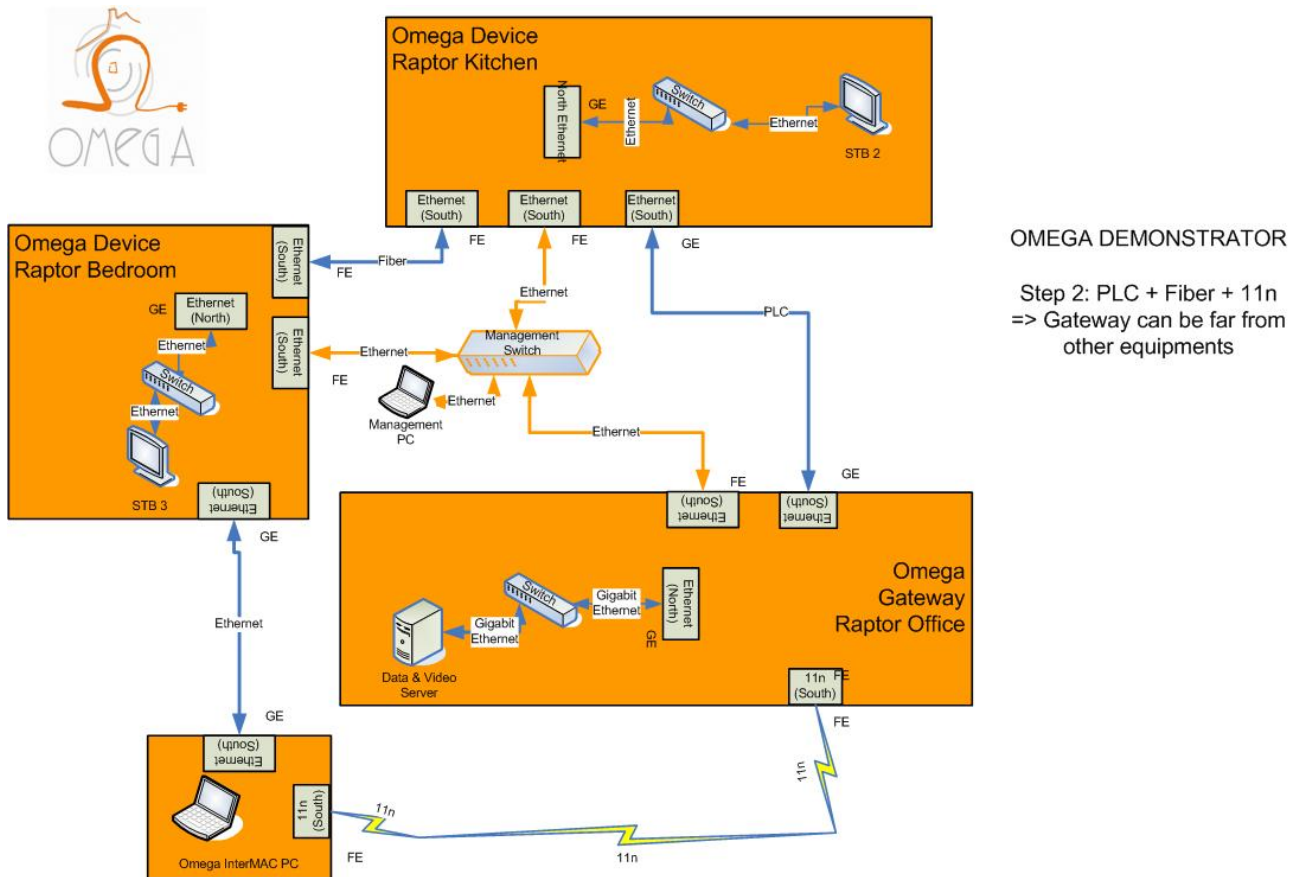 OMEGA
Omega Device
Raptor Kitchen
North Ethernet
GE
Ethernet
Switch
Ethernet
STB 2
Ethernet
(South)
FE
Ethernet
(South)
FE
Ethernet
(South)
GE
Omega Device
Raptor Bedroom
Ethernet
(South)
FE
Fiber
GE
Ethernet
(North)
Ethernet
Switch
Ethernet
STB 3
Ethernet
(South)
FE
Ethernet
Ethernet
Management
Switch
Ethernet
Management
PC
Ethernet
PLC
Ethernet
(South)
GE
OMEGA DEMONSTRATOR
Step 2: PLC + Fiber + 11n
=> Gateway can be far from
other equipments
Ethernet
(South)
FE
Ethernet
(South)
GE
Omega
Gateway
Raptor Office
Switch
Gigabit
Ethernet
Ethernet
(North)
GE
Gigabit
Ethernet
Data & Video
Server
11n
(South)
FE
FE
Ethernet
GE
Ethernet
(South)
11n
(South)
FE
Omega InterMAC PC
11n
11n
11n